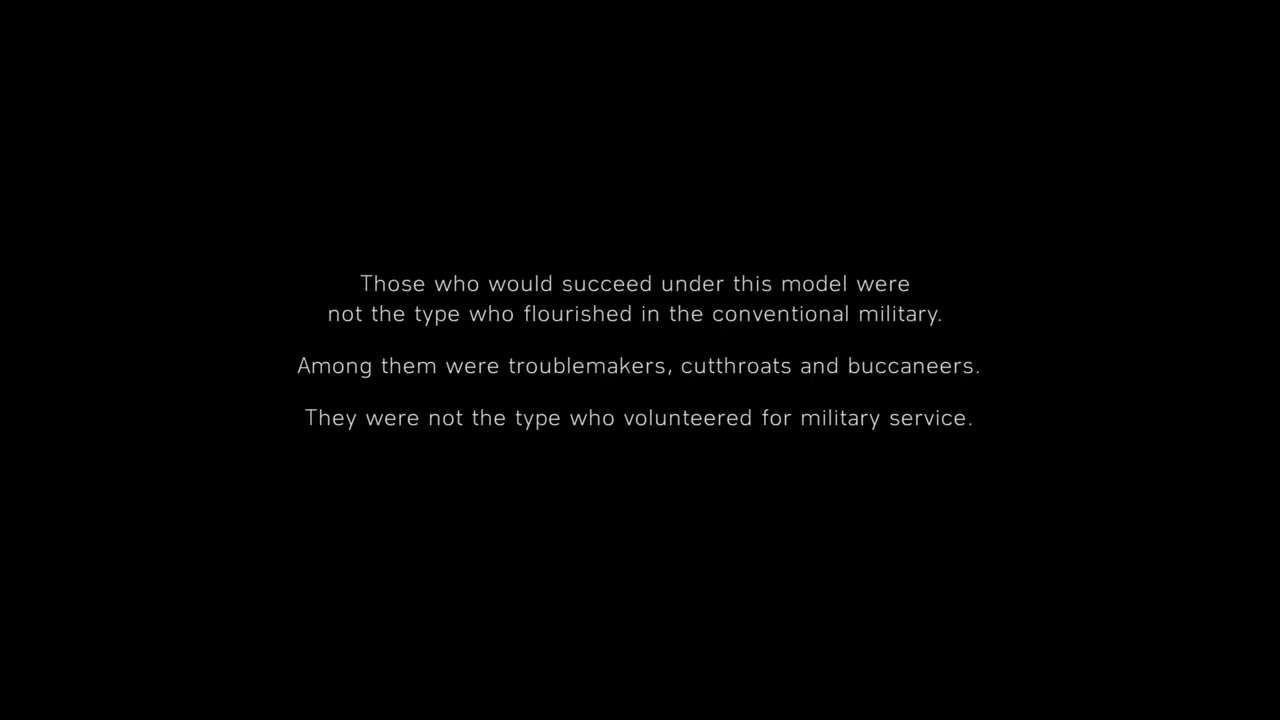 Those who would succeed under this model were
not the type who flourished in the conventional military.
Among them were troublemakers, cutthroats and buccaneers.
They were not the type who volunteered for military service.